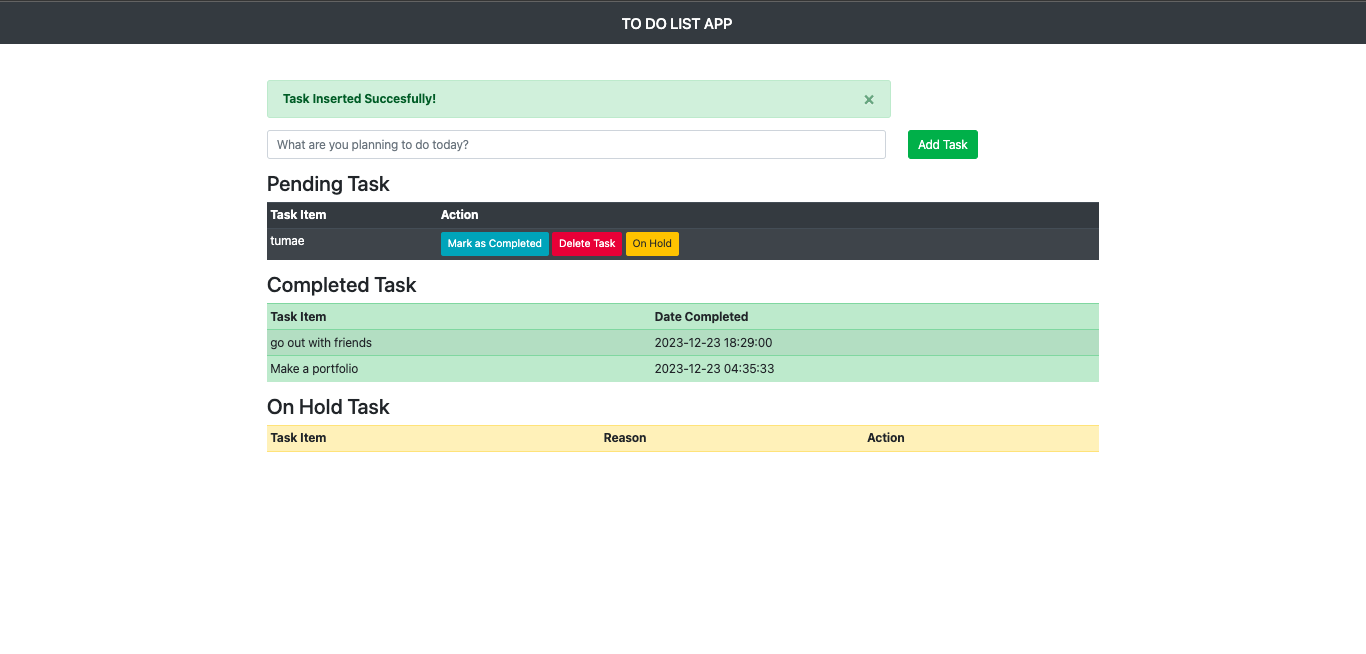 TO DO LIST APP
Task Inserted Succesfully! ×
What are you planning to do today? Add Task
Pending Task
Task Item Action
tumae Mark as Completed Delete Task On Hold
Completed Task
Task Item Date Completed
go out with friends 2023-12-23 18:29:00
Make a portfolio 2023-12-23 04:35:33
On Hold Task
Task Item Reason Action